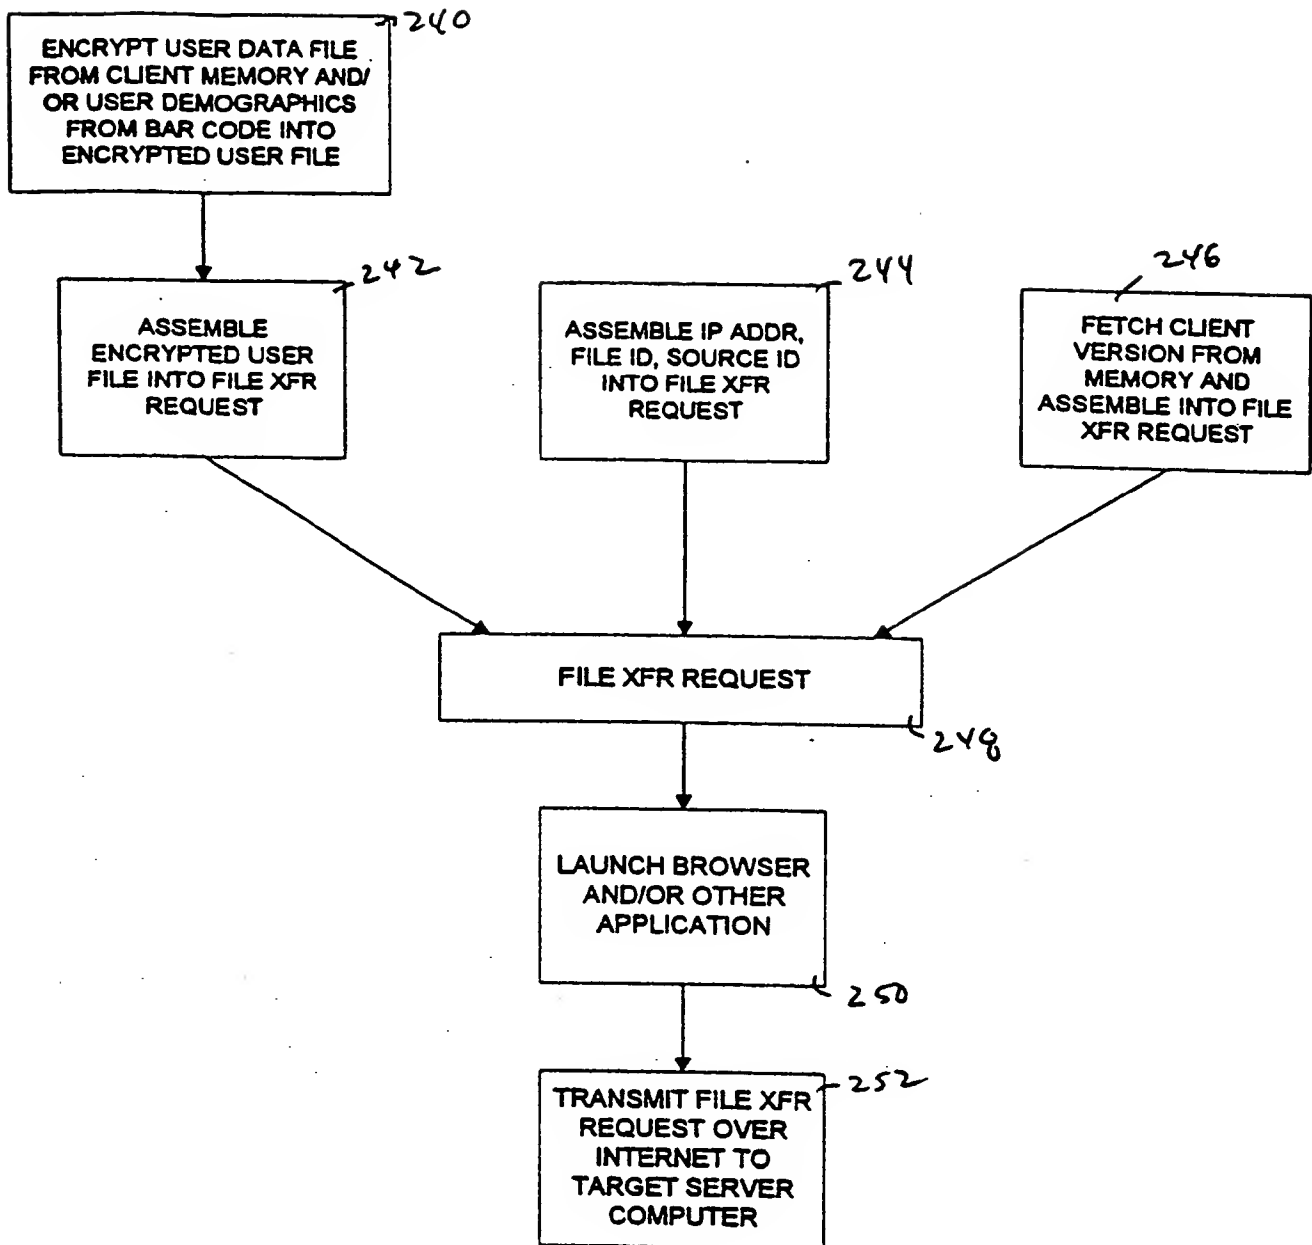 240
ENCRYPT USER DATA FILE
FROM CLIENT MEMORY AND/
OR USER DEMOGRAPHICS
FROM BAR CODE INTO
ENCRYPTED USER FILE
242
ASSEMBLE
ENCRYPTED USER
FILE INTO FILE XFR
REQUEST
244
ASSEMBLE IP ADDR,
FILE ID, SOURCE ID
INTO FILE XFR
REQUEST
246
FETCH CLIENT
VERSION FROM
MEMORY AND
ASSEMBLE INTO FILE
XFR REQUEST
FILE XFR REQUEST
248
LAUNCH BROWSER
AND/OR OTHER
APPLICATION
250
252
TRANSMIT FILE XFR
REQUEST OVER
INTERNET TO
TARGET SERVER
COMPUTER